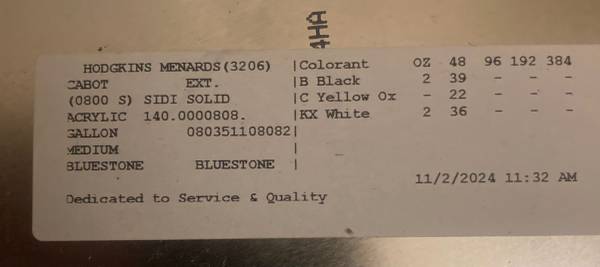 4HA
HODGKINS MENARDS(3206) |Colorant OZ 48 96 192 384
CABOT EXT. |B Black 2 39 - - -
(0800 S) SIDI SOLID |C Yellow Ox - 22 - - -
ACRYLIC 140.0000808. |KX White 2 36 - - -
GALLON 080351108082|
MEDIUM |
BLUESTONE BLUESTONE |
11/2/2024 11:32 AM
Dedicated to Service & Quality